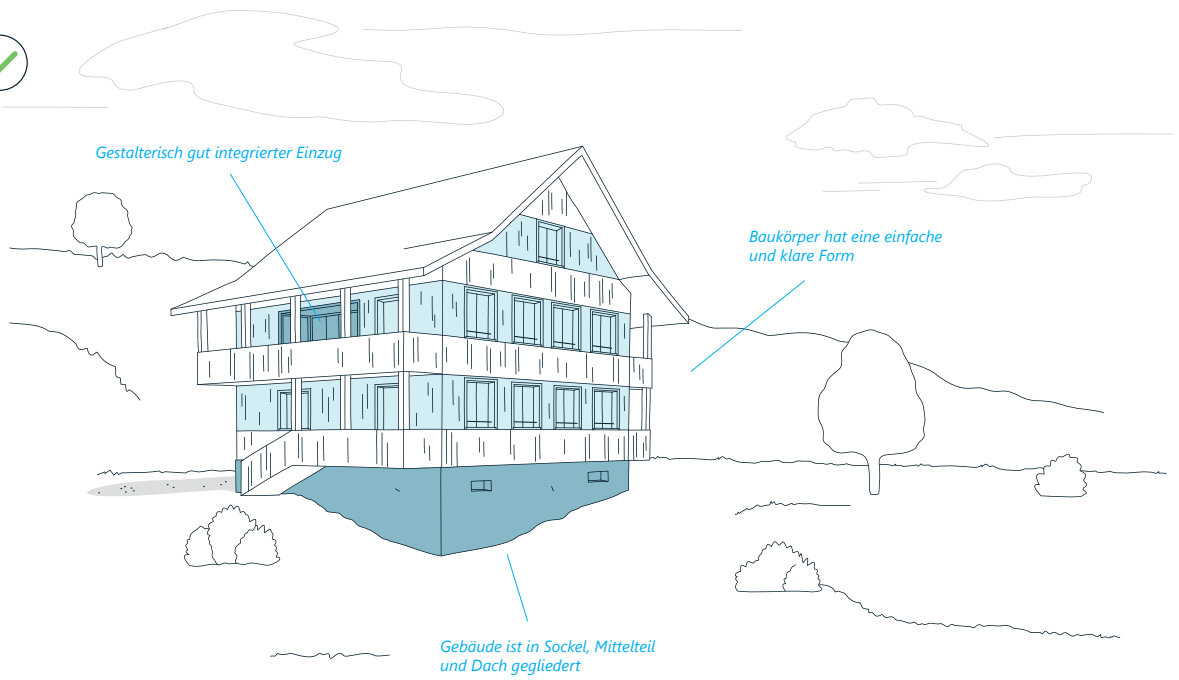 Gestalterisch gut integrierter Einzug
Baukörper hat eine einfache
und klare Form
Gebäude ist in Sockel, Mittelteil
und Dach gegliedert